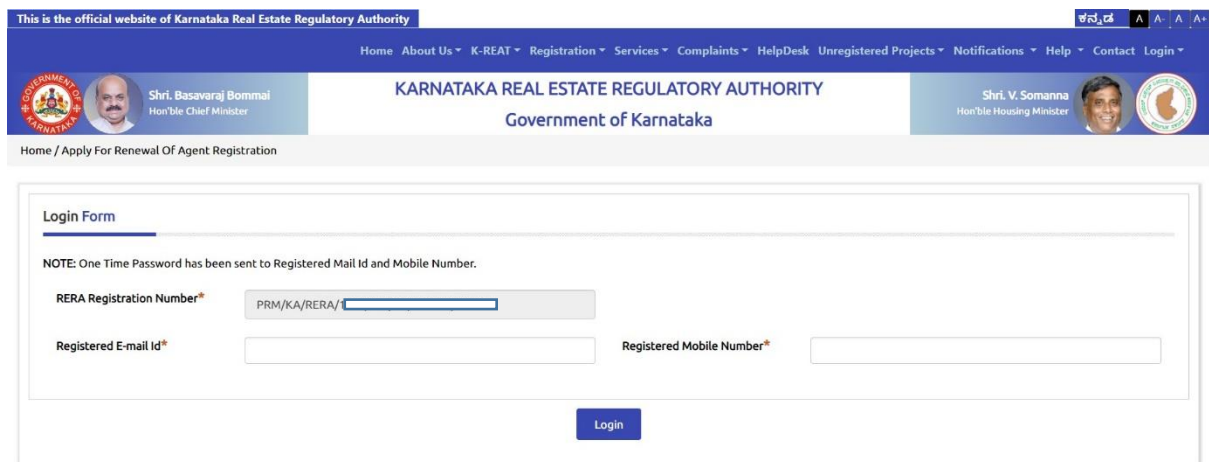 This is the official website of Karnataka Real Estate Regulatory Authority
ಕನ್ನಡ A A- A A+
Home About Us K-REAT Registration Services Complaints HelpDesk Unregistered Projects Notifications Help Contact Login
GOVERNMENT OF KARNATAKA
Shri. Basavaraj Bommai
Hon'ble Chief Minister
KARNATAKA REAL ESTATE REGULATORY AUTHORITY
Government of Karnataka
Shri. V. Somanna
Hon'ble Housing Minister
Home / Apply For Renewal Of Agent Registration
Login Form
NOTE: One Time Password has been sent to Registered Mail Id and Mobile Number.
RERA Registration Number*
PRM/KA/RERA/1
Registered E-mail Id*
Registered Mobile Number*
Login